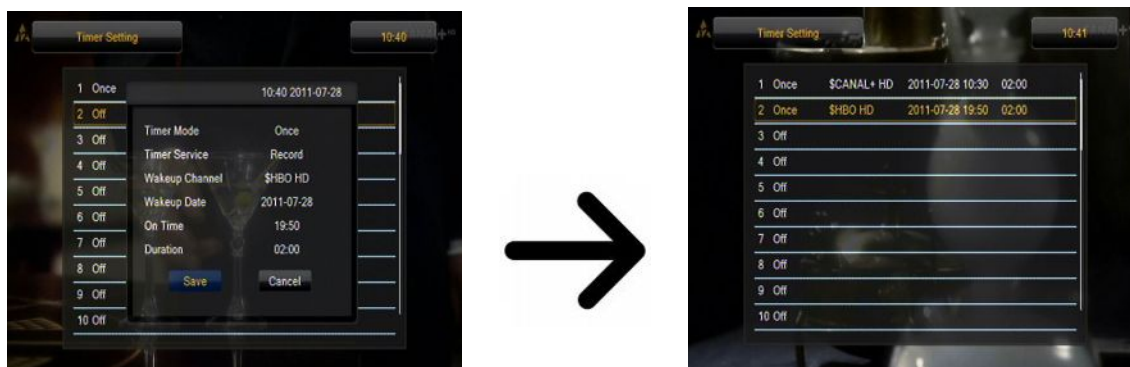 Timer Setting
10:40
1 Once
10:40 2011-07-28
2 Off
3 Off
4 Off
5 Off
6 Off
7 Off
8 Off
9 Off
10 Off
Timer Mode Once
Timer Service Record
Wakeup Channel $HBO HD
Wakeup Date 2011-07-28
On Time 19:50
Duration 02:00
Save Cancel
Timer Setting
10:41
1 Once $CANAL+ HD 2011-07-28 10:30 02:00
2 Once $HBO HD 2011-07-28 19:50 02:00
3 Off
4 Off
5 Off
6 Off
7 Off
8 Off
9 Off
10 Off